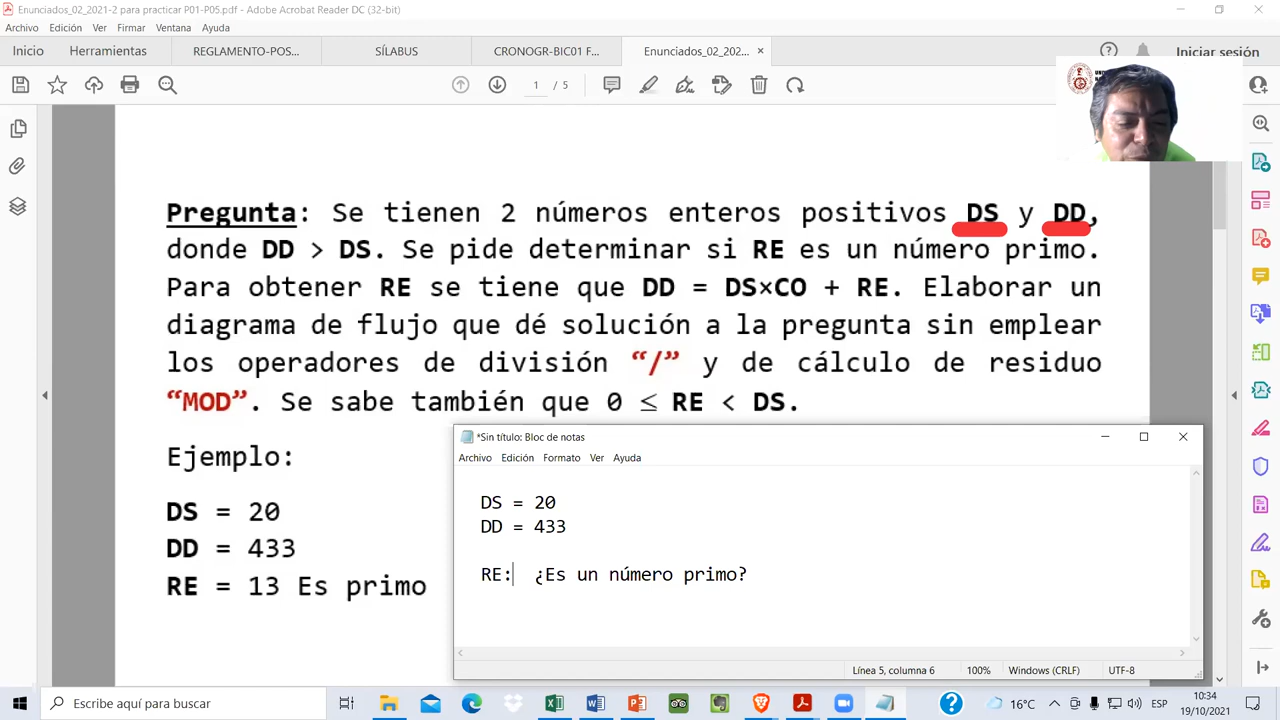 Enunciados_02_2021-2 para practicar P01-P05.pdf - Adobe Acrobat Reader DC (32-bit)
Archivo Edición Ver Firmar Ventana Ayuda
Inicio Herramientas REGLAMENTO-POS... SÍLABUS CRONOGR-BIC01 F... Enunciados_02_202... × Iniciar sesión
1 / 5
Pregunta: Se tienen 2 números enteros positivos DS y DD,
donde DD > DS. Se pide determinar si RE es un número primo.
Para obtener RE se tiene que DD = DS×CO + RE. Elaborar un
diagrama de flujo que dé solución a la pregunta sin emplear
los operadores de división “/” y de cálculo de residuo
“MOD”. Se sabe también que 0 ≤ RE < DS.
Ejemplo:
DS = 20
DD = 433
RE = 13 Es primo
*Sin título: Bloc de notas
Archivo Edición Formato Ver Ayuda
DS = 20
DD = 433
RE: ¿Es un número primo?
Línea 5, columna 6 100% Windows (CRLF) UTF-8
Escribe aquí para buscar
16°C ESP 10:34
19/10/2021